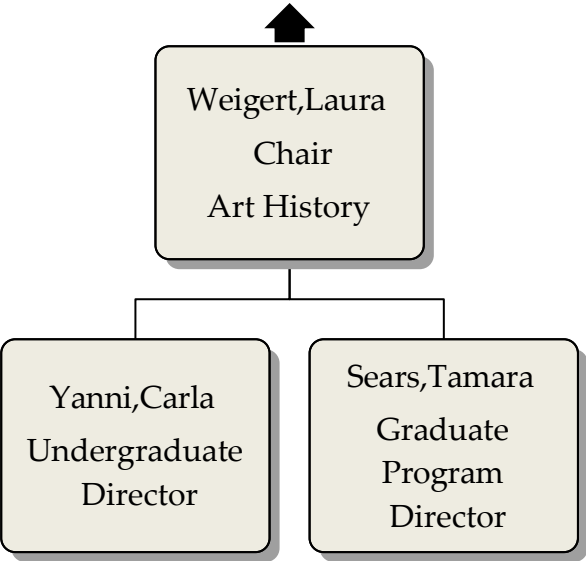 Weigert,Laura
Chair
Art History
Yanni,Carla
Undergraduate
Director
Sears,Tamara
Graduate
Program
Director